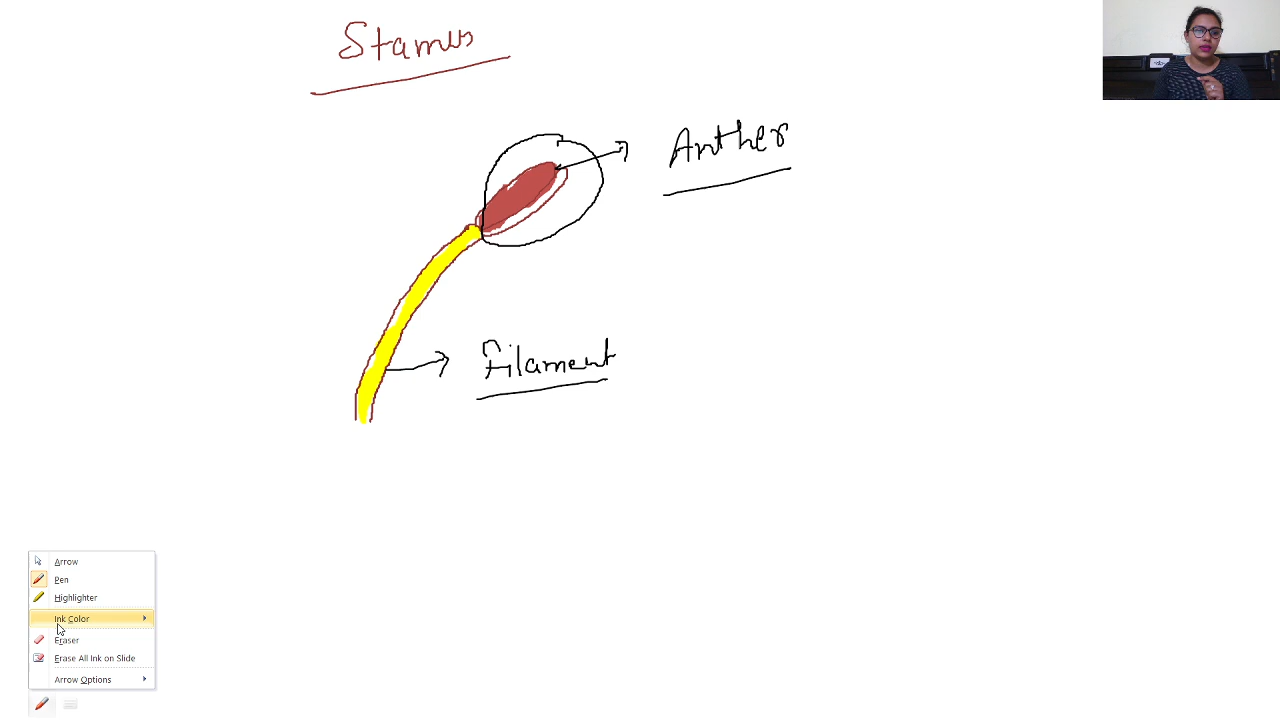 Stamus
Anther
Filament
Arrow
Pen
Highlighter
Ink Color
Eraser
Erase All Ink on Slide
Arrow Options